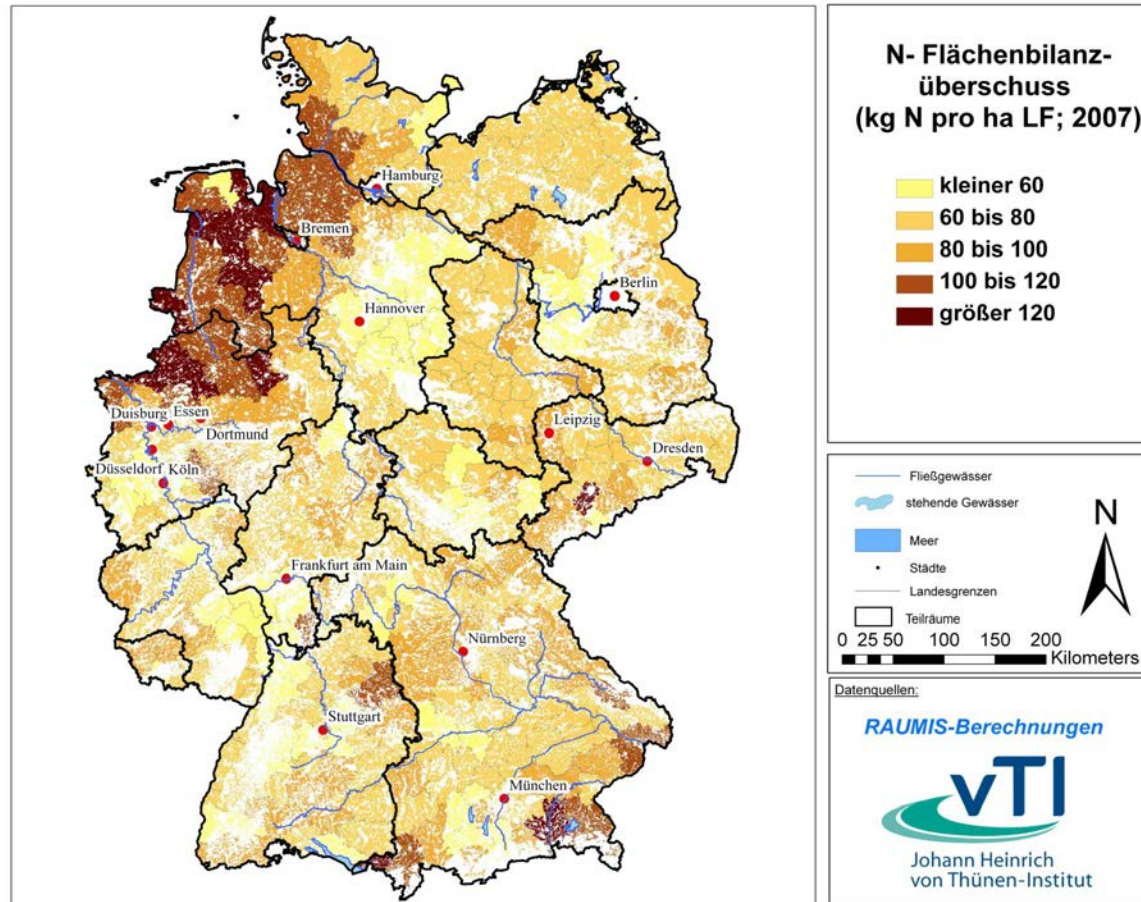 Hamburg
Bremen
Berlin
Hannover
Duisburg
Essen
Dortmund
Leipzig
Dresden
Düsseldorf
Köln
Frankfurt am Main
Nürnberg
Stuttgart
München
N- Flächenbilanz-
überschuss
(kg N pro ha LF; 2007)
kleiner 60
60 bis 80
80 bis 100
100 bis 120
größer 120
Fließgewässer
stehende Gewässer
Meer
Städte
Landesgrenzen
Teilräume
N
0 25 50 100 150 200
Kilometers
Datenquellen:
RAUMIS-Berechnungen
vTI
Johann Heinrich
von Thünen-Institut